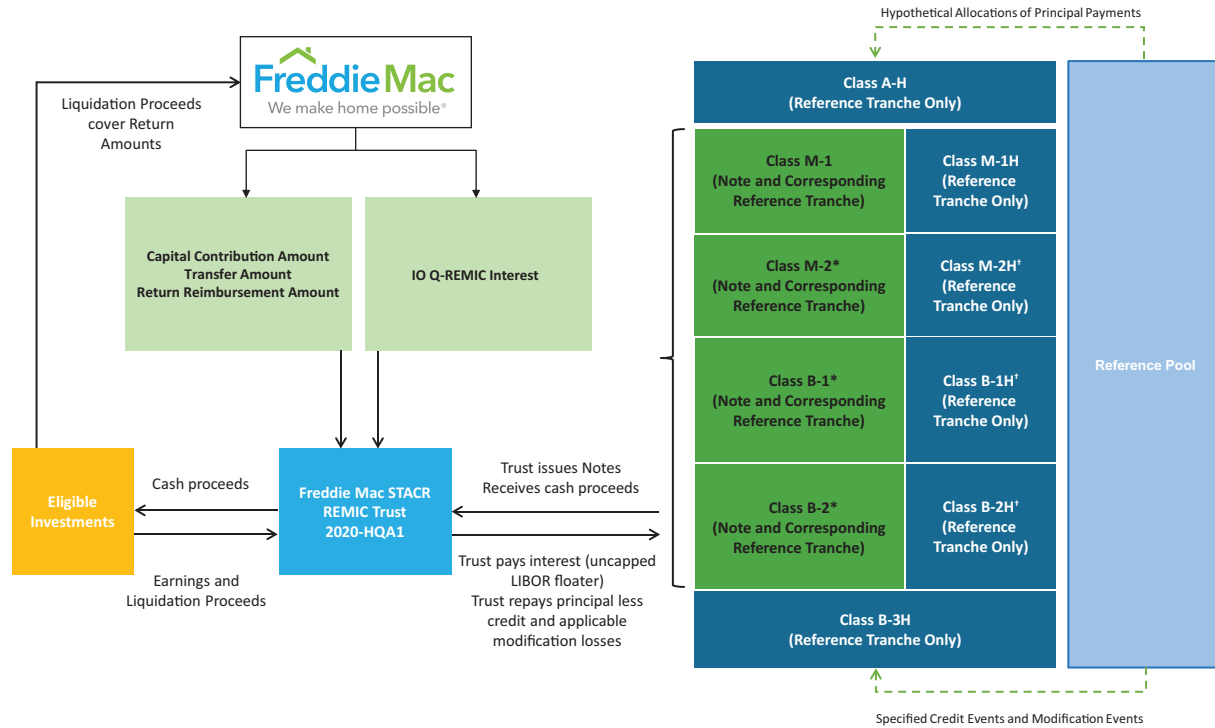 Hypothetical Allocations of Principal Payments
Freddie Mac
We make home possible®
Liquidation Proceeds
cover Return
Amounts
Capital Contribution Amount
Transfer Amount
Return Reimbursement Amount
IO Q-REMIC Interest
Eligible
Investments
Cash proceeds
Earnings and
Liquidation Proceeds
Freddie Mac STACR
REMIC Trust
2020-HQA1
Trust issues Notes
Receives cash proceeds
Trust pays interest (uncapped
LIBOR floater)
Trust repays principal less
credit and applicable
modification losses
Class A-H
(Reference Tranche Only)
Class M-1
(Note and Corresponding
Reference Tranche)
Class M-1H
(Reference
Tranche Only)
Class M-2*
(Note and Corresponding
Reference Tranche)
Class M-2H†
(Reference
Tranche Only)
Class B-1*
(Note and Corresponding
Reference Tranche)
Class B-1H†
(Reference
Tranche Only)
Class B-2*
(Note and Corresponding
Reference Tranche)
Class B-2H†
(Reference
Tranche Only)
Class B-3H
(Reference Tranche Only)
Reference Pool
Specified Credit Events and Modification Events